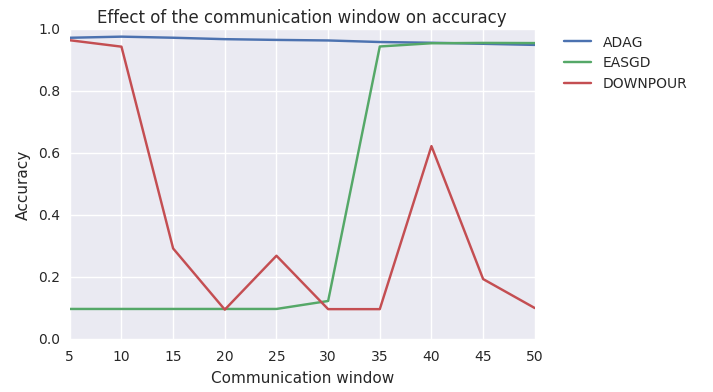 Effect of the communication window on accuracy
1.0
0.8
0.6
0.4
0.2
0.0
Accuracy
5 10 15 20 25 30 35 40 45 50
Communication window
ADAG
EASGD
DOWNPOUR